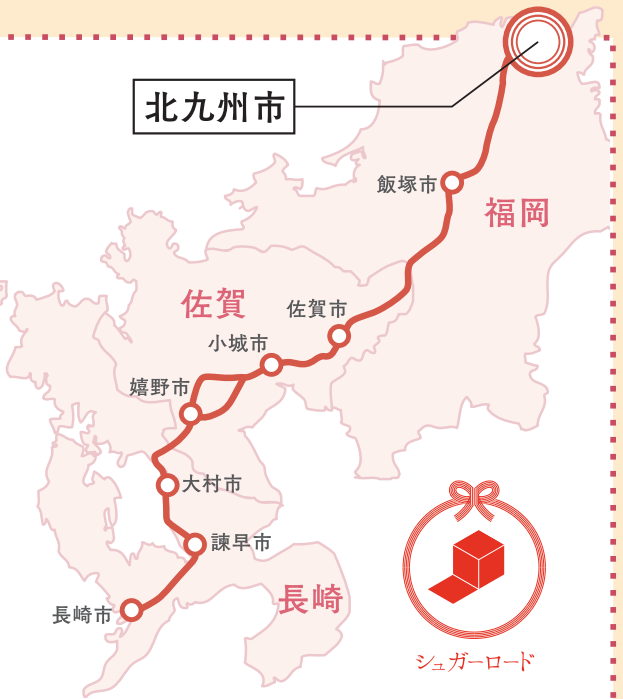 北九州市
飯塚市
福岡
佐賀
佐賀市
小城市
嬉野市
大村市
諫早市
長崎
長崎市
シュガーロード